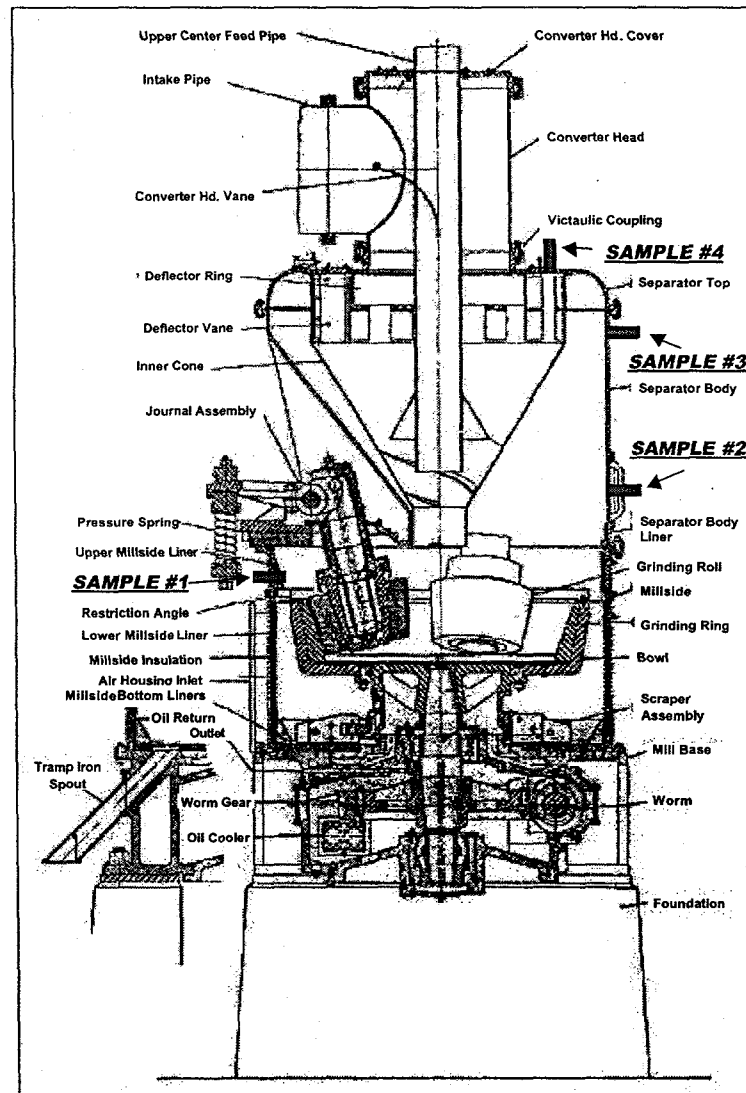 Upper Center Feed Pipe
Converter Hd. Cover
Intake Pipe
Converter Head
Converter Hd. Vane
Victaulic Coupling
SAMPLE #4
Deflector Ring
Separator Top
Deflector Vane
SAMPLE #3
Inner Cone
Separator Body
Journal Assembly
SAMPLE #2
Pressure Spring
Separator Body
Liner
Upper Millside Liner
SAMPLE #1
Grinding Roll
Restriction Angle
Millside
Lower Millside Liner
Grinding Ring
Millside Insulation
Bowl
Air Housing Inlet
Millside Bottom Liners
Scraper
Assembly
Oil Return
Outlet
Mill Base
Tramp Iron
Spout
Worm Gear
Worm
Oil Cooler
Foundation